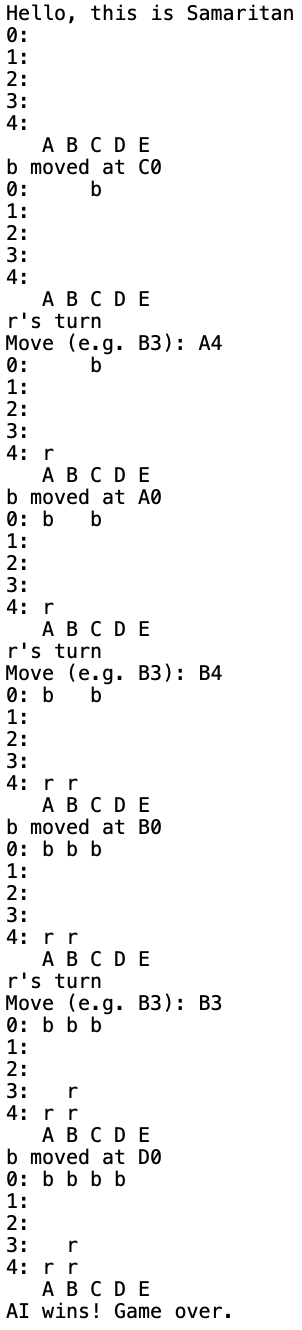 Hello, this is Samaritan
0:
1:
2:
3:
4:
   A B C D E
b moved at C0
0:     b
1:
2:
3:
4:
   A B C D E
r's turn
Move (e.g. B3): A4
0:     b
1:
2:
3:
4: r
   A B C D E
b moved at A0
0: b   b
1:
2:
3:
4: r
   A B C D E
r's turn
Move (e.g. B3): B4
0: b   b
1:
2:
3:
4: r r
   A B C D E
b moved at B0
0: b b b
1:
2:
3:
4: r r
   A B C D E
r's turn
Move (e.g. B3): B3
0: b b b
1:
2:
3:   r
4: r r
   A B C D E
b moved at D0
0: b b b b
1:
2:
3:   r
4: r r
   A B C D E
AI wins! Game over.